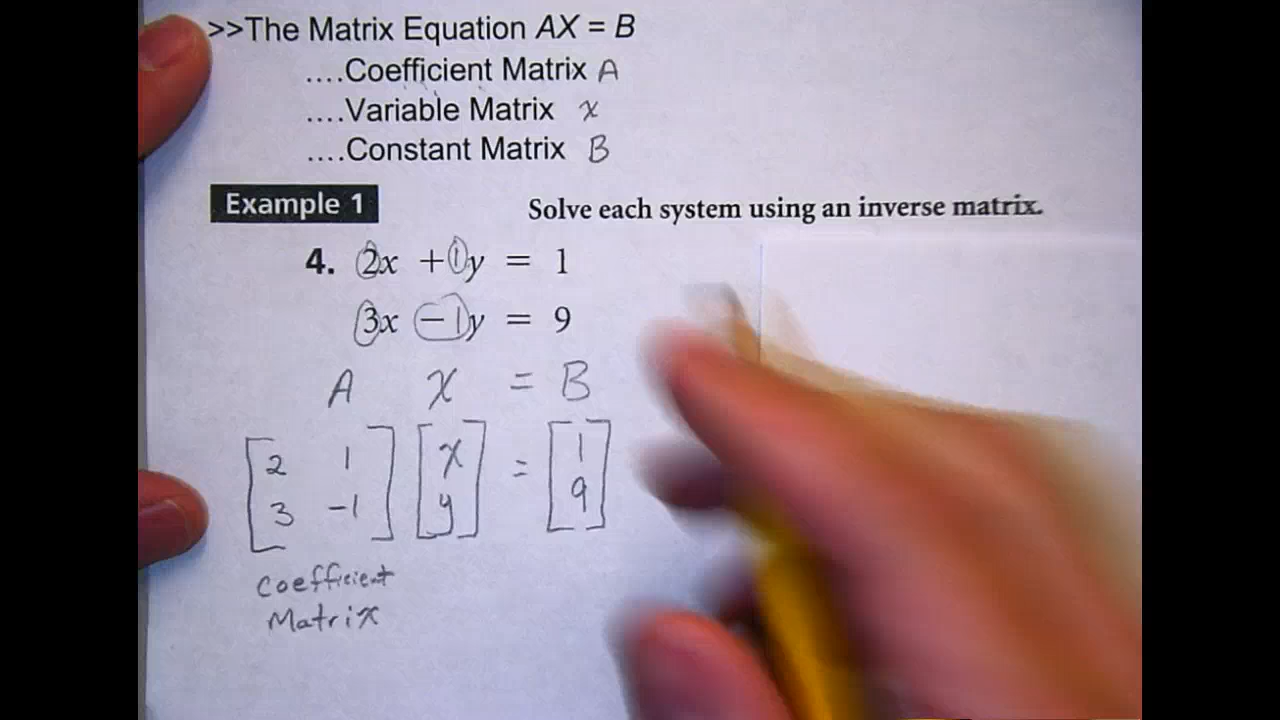 >>The Matrix Equation AX = B
....Coefficient Matrix A
....Variable Matrix x
....Constant Matrix B
Example 1 Solve each system using an inverse matrix.
4. 2x + 1y = 1
3x - 1y = 9
A x = B
[2 1] [x] = [1]
[3 -1] [y] [9]
Coefficient
Matrix